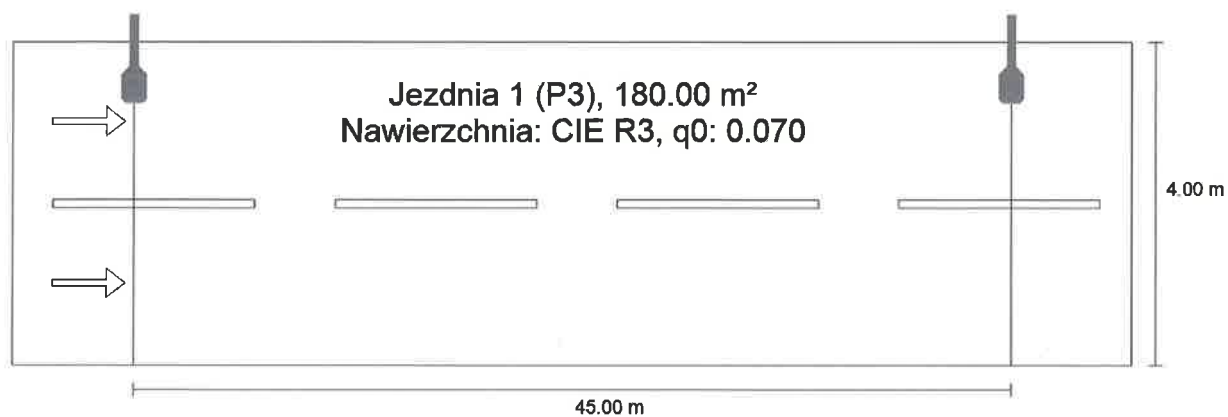 Jezdnia 1 (P3), 180.00 m²
Nawierzchnia: CIE R3, q0: 0.070
4.00 m
45.00 m